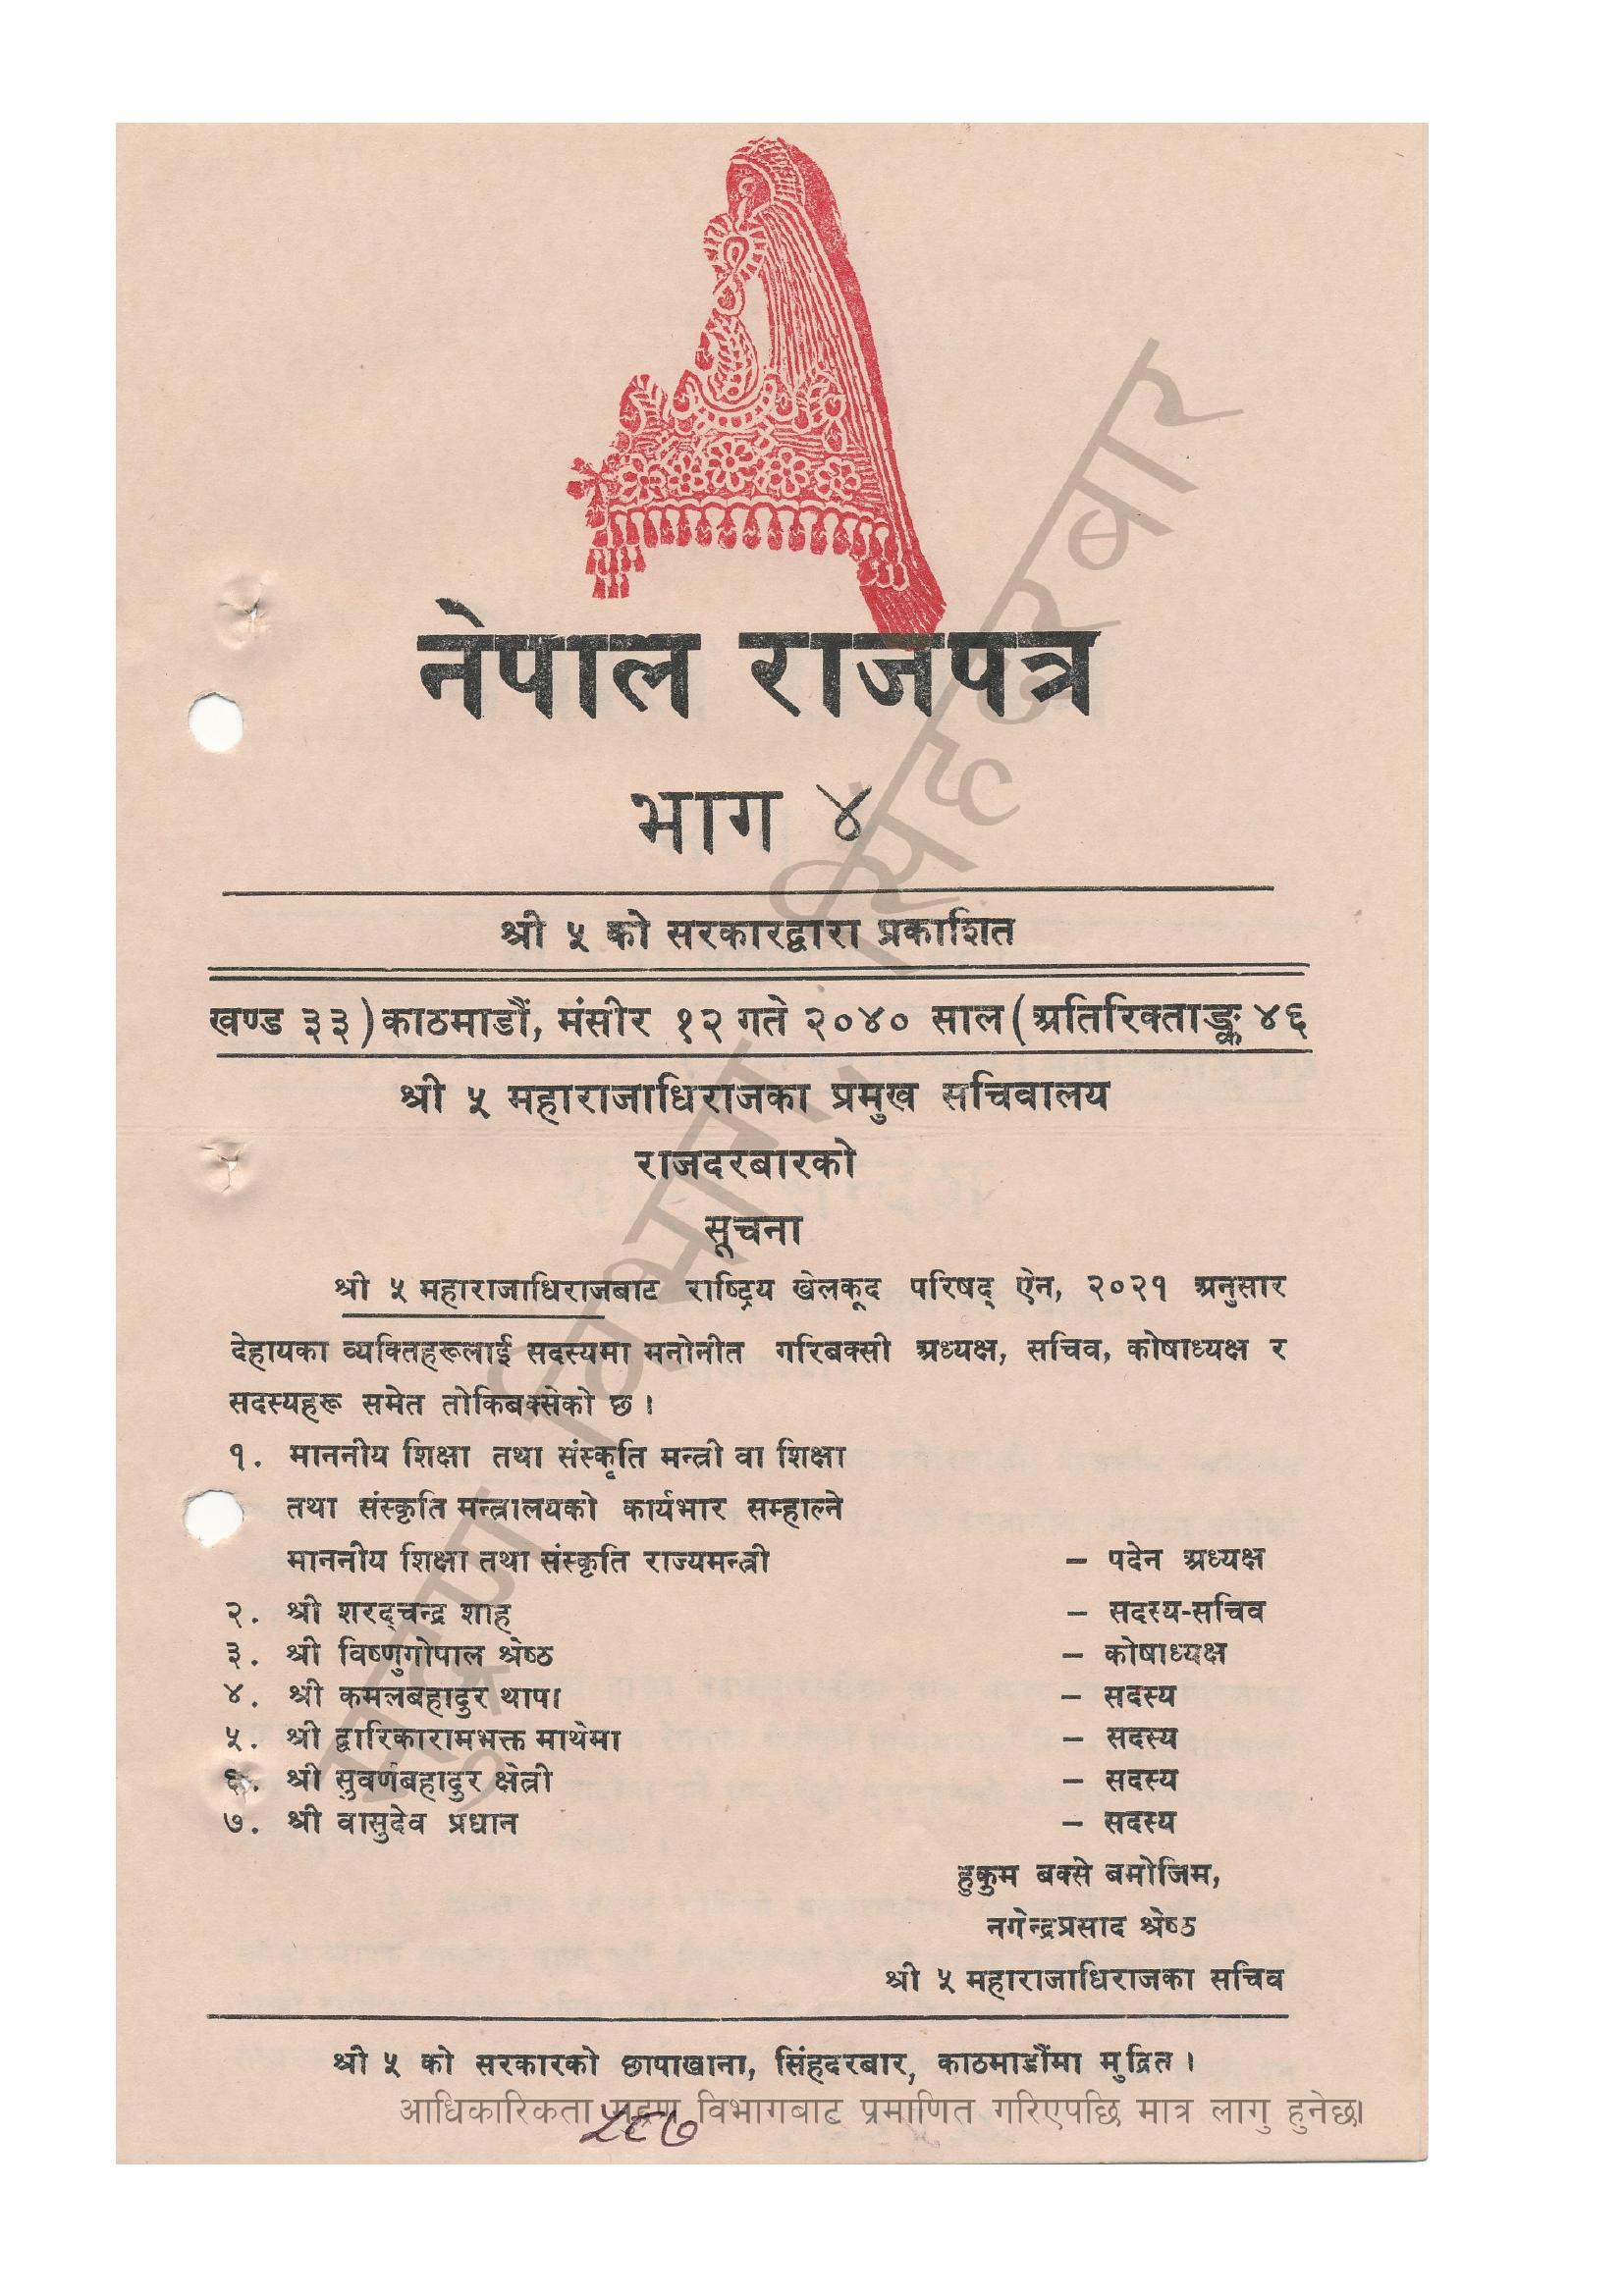 नेपाल राजपत्र
भाग ४
श्री ५ को सरकारद्वारा प्रकाशित
खण्ड ३३) काठमाडौं, मंसीर १२ गते २०४० साल (अतिरिक्ताङ्क ४६
श्री ५ महाराजाधिराजका प्रमुख सचिवालय
राजदरबारको
सूचना
श्री ५ महाराजाधिराजबाट राष्ट्रिय खेलकूद परिषद् ऐन, २०२१ अनुसार
देहायका व्यक्तिहरूलाई सदस्यमा मनोनीत गरिबक्सी अध्यक्ष, सचिव, कोषाध्यक्ष र
सदस्यहरू समेत तोकिबक्सेको छ ।
१. माननीय शिक्षा तथा संस्कृति मन्त्री वा शिक्षा
तथा संस्कृति मन्त्रालयको कार्यभार सम्हाल्ने
माननीय शिक्षा तथा संस्कृति राज्यमन्त्री – पदेन अध्यक्ष
२. श्री शरद्चन्द्र शाह – सदस्य-सचिव
३. श्री विष्णुगोपाल श्रेष्ठ – कोषाध्यक्ष
४. श्री कमलबहादुर थापा – सदस्य
५. श्री द्वारिकारामभक्त माथेमा – सदस्य
६. श्री सुवर्णबहादुर क्षेत्री – सदस्य
७. श्री वासुदेव प्रधान – सदस्य
हुकुम बक्से बमोजिम,
नगेन्द्रप्रसाद श्रेष्ठ
श्री ५ महाराजाधिराजका सचिव
श्री ५ को सरकारको छापाखाना, सिंहदरबार, काठमाडौंमा मुद्रित ।
आधिकारिकता मुद्रण विभागबाट प्रमाणित गरिएपछि मात्र लागु हुनेछ।
५८७
मुद्रण विभाग, सिंहदरबार